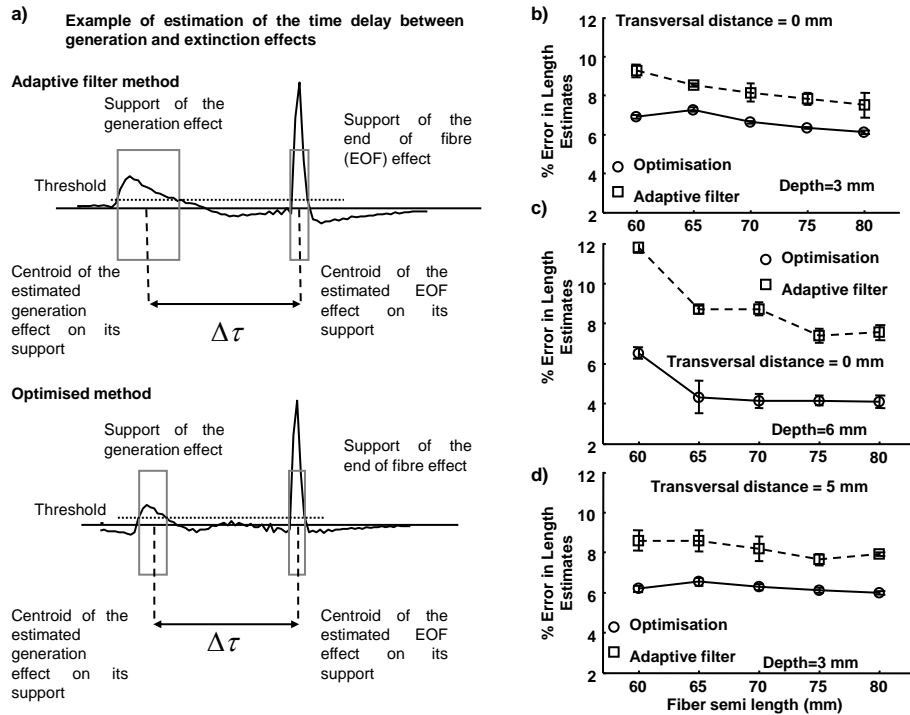 a)
Example of estimation of the time delay between
generation and extinction effects
Adaptive filter method
Support of the
generation effect
Support of the
end of fibre
(EOF) effect
Threshold
Centroid of the
estimated
generation
effect on its
support
Centroid of the
estimated EOF
effect on its
support
Δτ
Optimised method
Support of the
generation effect
Support of the
end of fibre effect
Threshold
Centroid of the
estimated
generation
effect on its
support
Centroid of the
estimated EOF
effect on its
support
Δτ
b)
Transversal distance = 0 mm
% Error in Length
Estimates
12
10
8
6
4
2
Optimisation
Adaptive filter
Depth=3 mm
60 65 70 75 80
c)
% Error in Length
Estimates
12
10
8
6
4
2
Optimisation
Adaptive filter
Transversal distance = 0 mm
Depth=6 mm
60 65 70 75 80
d)
Transversal distance = 5 mm
% Error in Length
Estimates
12
10
8
6
4
2
Optimisation
Adaptive filter
Depth=3 mm
60 65 70 75 80
Fiber semi length (mm)